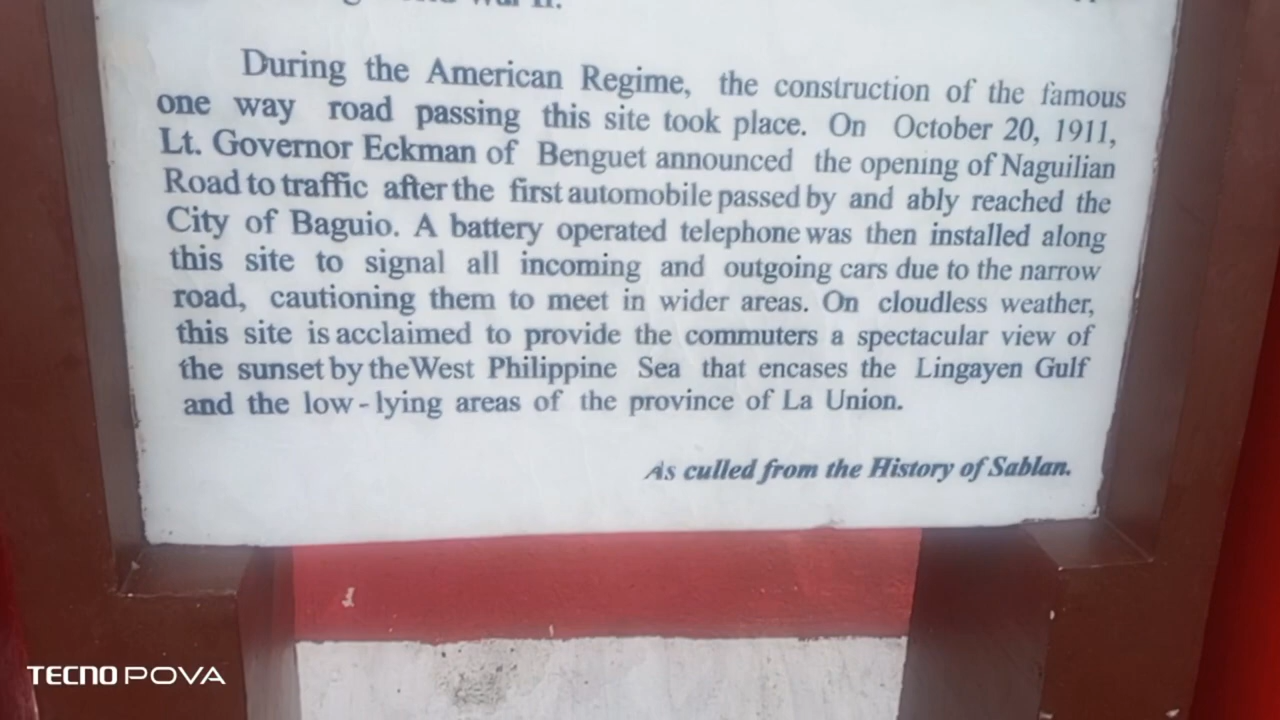 During the American Regime, the construction of the famous
one way road passing this site took place. On October 20, 1911,
Lt. Governor Eckman of Benguet announced the opening of Naguilian
Road to traffic after the first automobile passed by and ably reached the
City of Baguio. A battery operated telephone was then installed along
this site to signal all incoming and outgoing cars due to the narrow
road, cautioning them to meet in wider areas. On cloudless weather,
this site is acclaimed to provide the commuters a spectacular view of
the sunset by the West Philippine Sea that encases the Lingayen Gulf
and the low-lying areas of the province of La Union.
As culled from the History of Sablan.
TECNO POVA